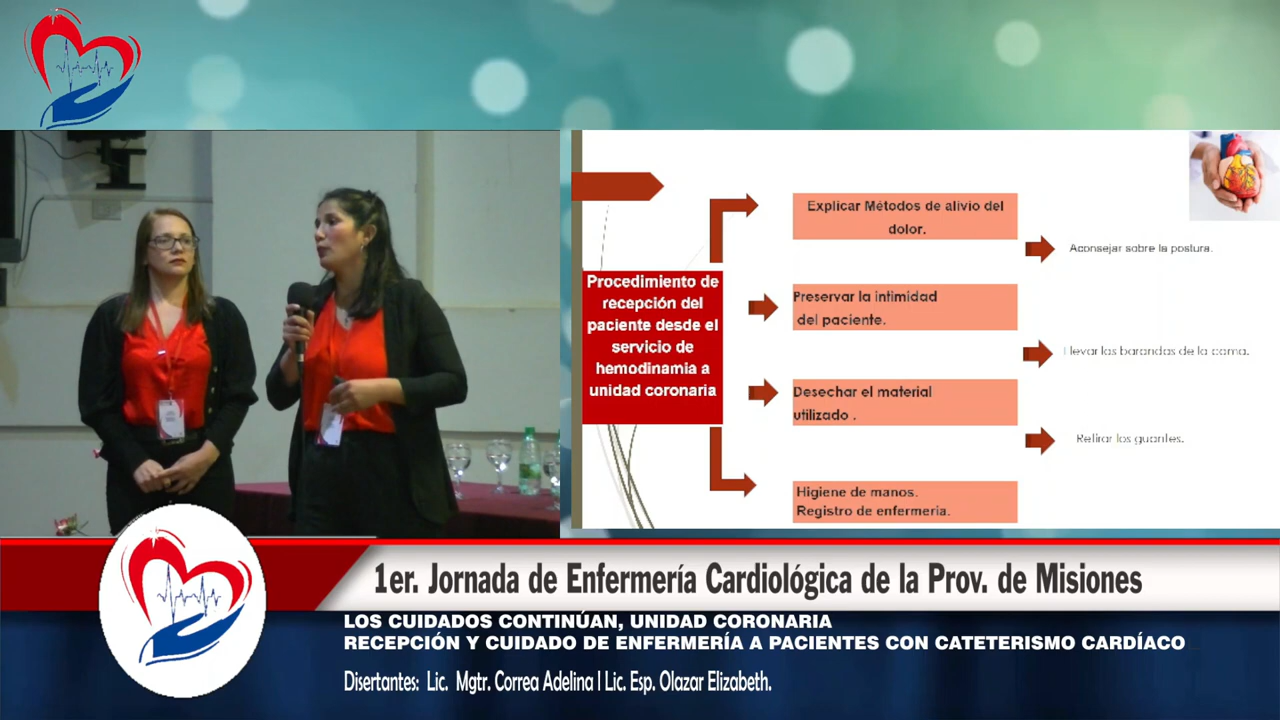 Explicar Métodos de alivio del
dolor.
Aconsejar sobre la postura.
Procedimiento de
recepción del
paciente desde el
servicio de
hemodinamia a
unidad coronaria
Preservar la intimidad
del paciente.
llevar las barandas de la cama.
Desechar el material
utilizado .
Retirar los guantes.
Higiene de manos.
Registro de enfermería.
1er. Jornada de Enfermería Cardiológica de la Prov. de Misiones
LOS CUIDADOS CONTINÚAN, UNIDAD CORONARIA
RECEPCIÓN Y CUIDADO DE ENFERMERÍA A PACIENTES CON CATETERISMO CARDÍACO
Disertantes: Lic. Mgtr. Correa Adelina l Lic. Esp. Olazar Elizabeth.